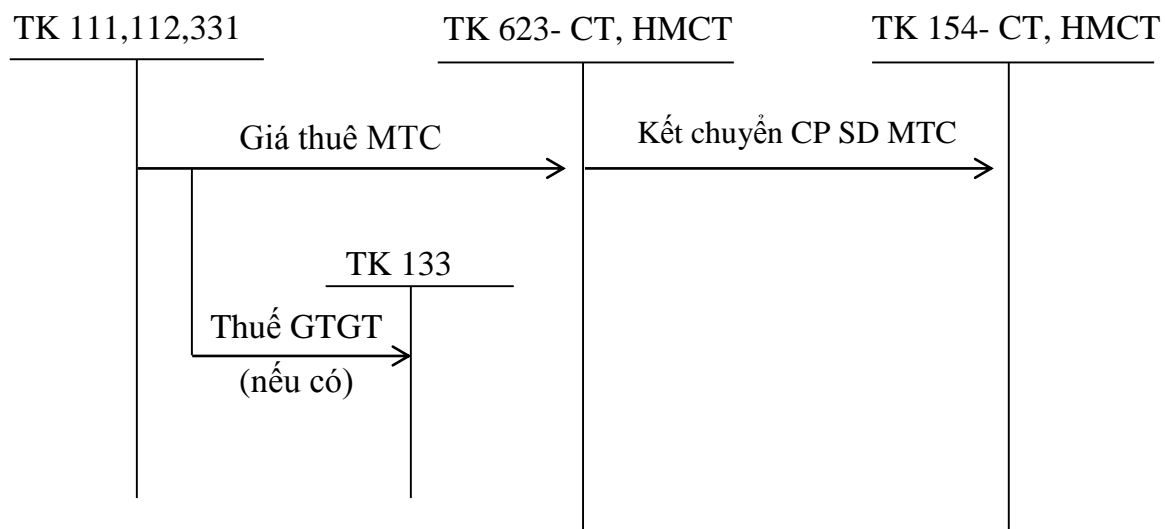 TK 111,112,331
TK 623- CT, HMCT
TK 154- CT, HMCT
Giá thuê MTC
Kết chuyển CP SD MTC
TK 133
Thuế GTGT
(nếu có)